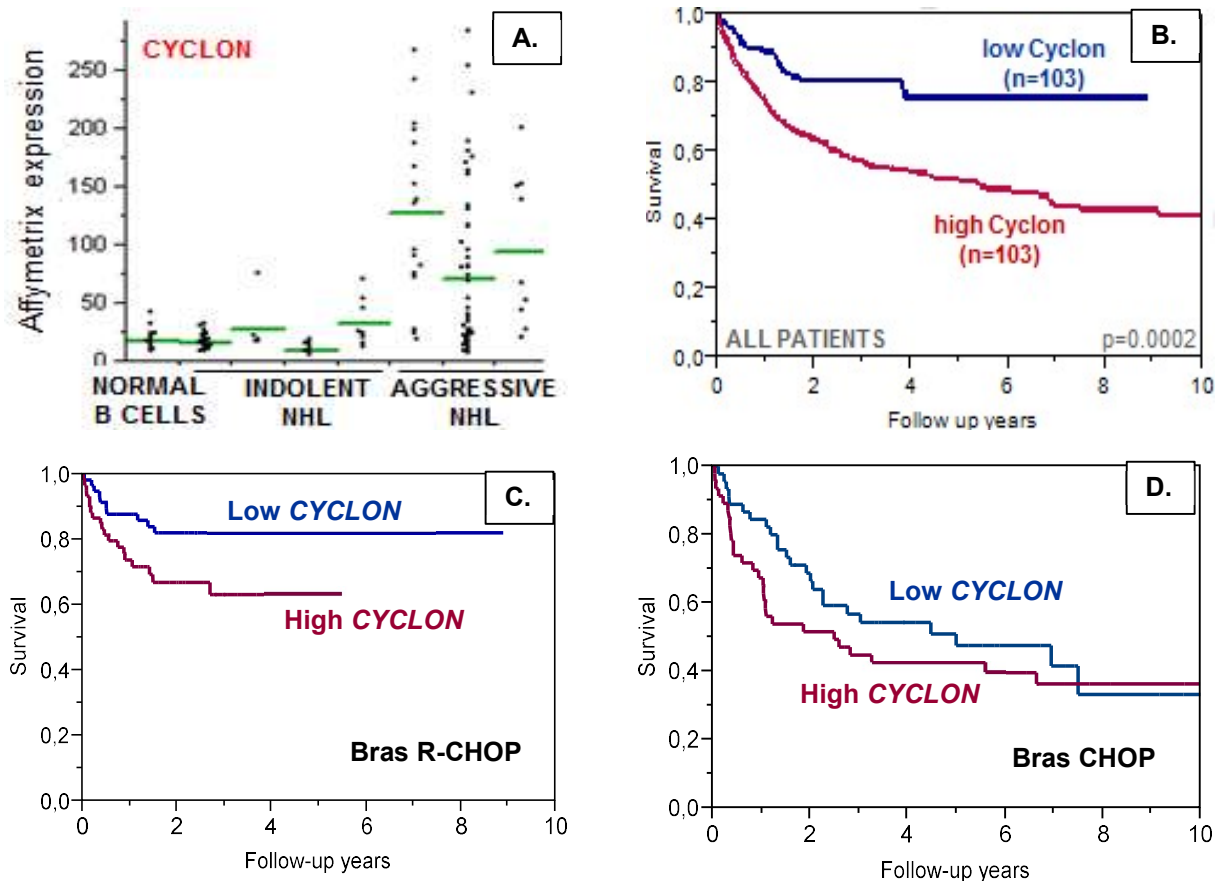 CYCLON
A.
250
200
150
100
50
0
Affymetrix expression
NORMAL
B CELLS
INDOLENT
NHL
AGGRESSIVE
NHL
B.
1,0
0,8
0,6
0,4
0,2
0,0
Survival
low Cyclon
(n=103)
high Cyclon
(n=103)
ALL PATIENTS
p=0.0002
0 2 4 6 8 10
Follow up years
C.
1,0
0,8
0,6
0,4
0,2
0,0
Survival
Low CYCLON
High CYCLON
Bras R-CHOP
0 2 4 6 8 10
Follow-up years
D.
1,0
0,8
0,6
0,4
0,2
0,0
Survival
Low CYCLON
High CYCLON
Bras CHOP
0 2 4 6 8 10
Follow-up years